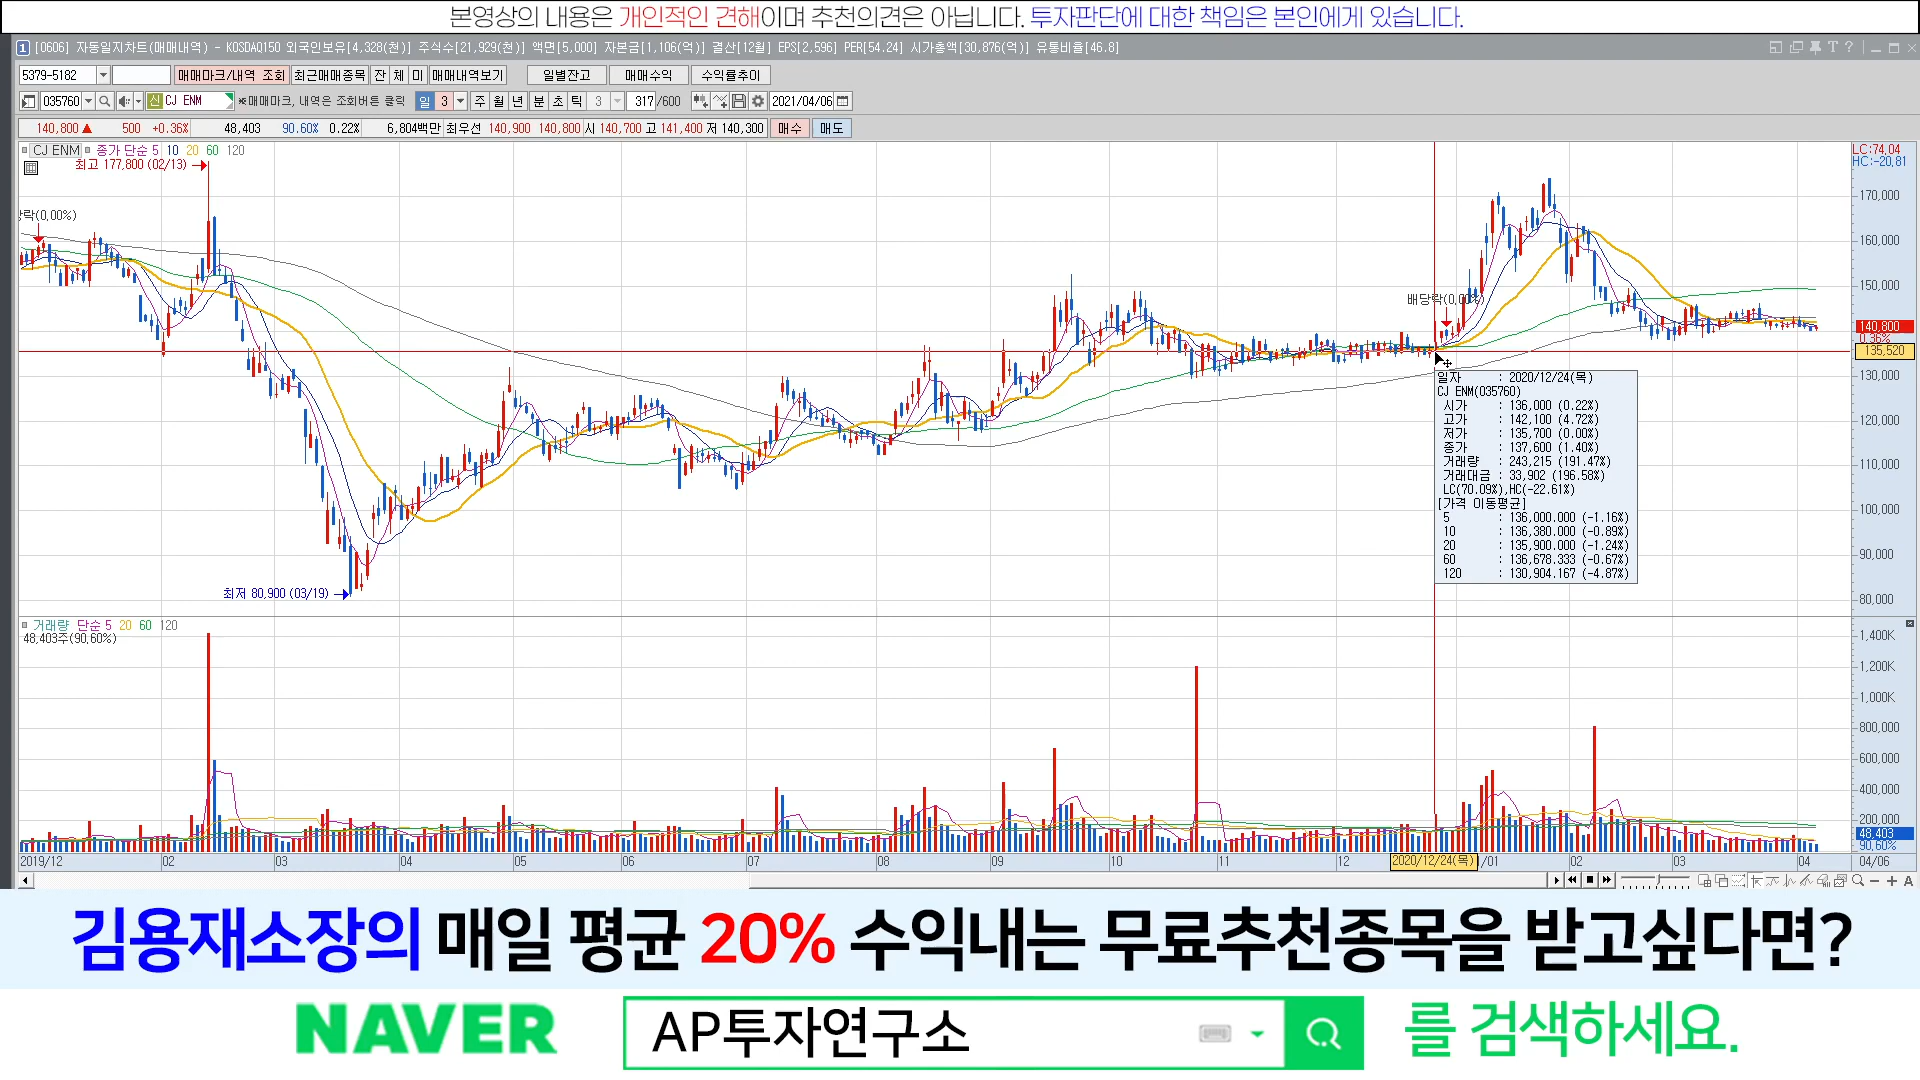 본영상의 내용은 개인적인 견해이며 추천의견은 아닙니다. 투자판단에 대한 책임은 본인에게 있습니다.
1 [0606] 자동일지차트(매매내역) - KOSDAQ150 외국인보유[4,328(천)] 주식수[21,929(천)] 액면[5,000] 자본금[1,106(억)] 결산[12월] EPS[2,596] PER[54.24] 시가총액[30,876(억)] 유통비율[46.8]
5379-5182 매매마크/내역 조회 최근매매종목 잔 체 미 매매내역보기 일별잔고 매매수익 수익률추이
035760 신 CJ ENM ※매매마크, 내역은 조회버튼 클릭 일 3 주 월 년 분 초 틱 3 317 /600 2021/04/06
140,800 ▲ 500 +0.36% 48,403 90.60% 0.22% 6,804백만 최우선 140,900 140,800 시 140,700 고 141,400 저 140,300 매수 매도
CJ ENM 종가 단순 5 10 20 60 120
LC:74.04
HC:-20.81
최고 177,800 (02/13)
170,000
락(0,00%)
160,000
150,000
배당락(0,00%)
140,800
0.36%
135,520
130,000
120,000
110,000
100,000
90,000
80,000
일자 : 2020/12/24(목)
CJ ENM(035760)
시가 : 136,000 (0.22%)
고가 : 142,100 (4.72%)
저가 : 135,700 (0.00%)
종가 : 137,600 (1.40%)
거래량 : 243,215 (191.47%)
거래대금 : 33,902 (196.58%)
LC(70.09%),HC(-22.61%)
[가격 이동평균]
5 : 136,000.000 (-1.16%)
10 : 136,380.000 (-0.89%)
20 : 135,900.000 (-1.24%)
60 : 136,678.333 (-0.67%)
120 : 130,904.167 (-4.87%)
최저 80,900 (03/19)
거래량 단순 5 20 60 120
48,403주(90,60%)
1,400K
1,200K
1,000K
800,000
600,000
400,000
200,000
48,403
90,60%
2019/12 02 03 04 05 06 07 08 09 10 11 12 2020/12/24(목) /01 02 03 04 04/06
김용재소장의 매일 평균 20% 수익내는 무료추천종목을 받고싶다면?
NAVER AP투자연구소 를 검색하세요.